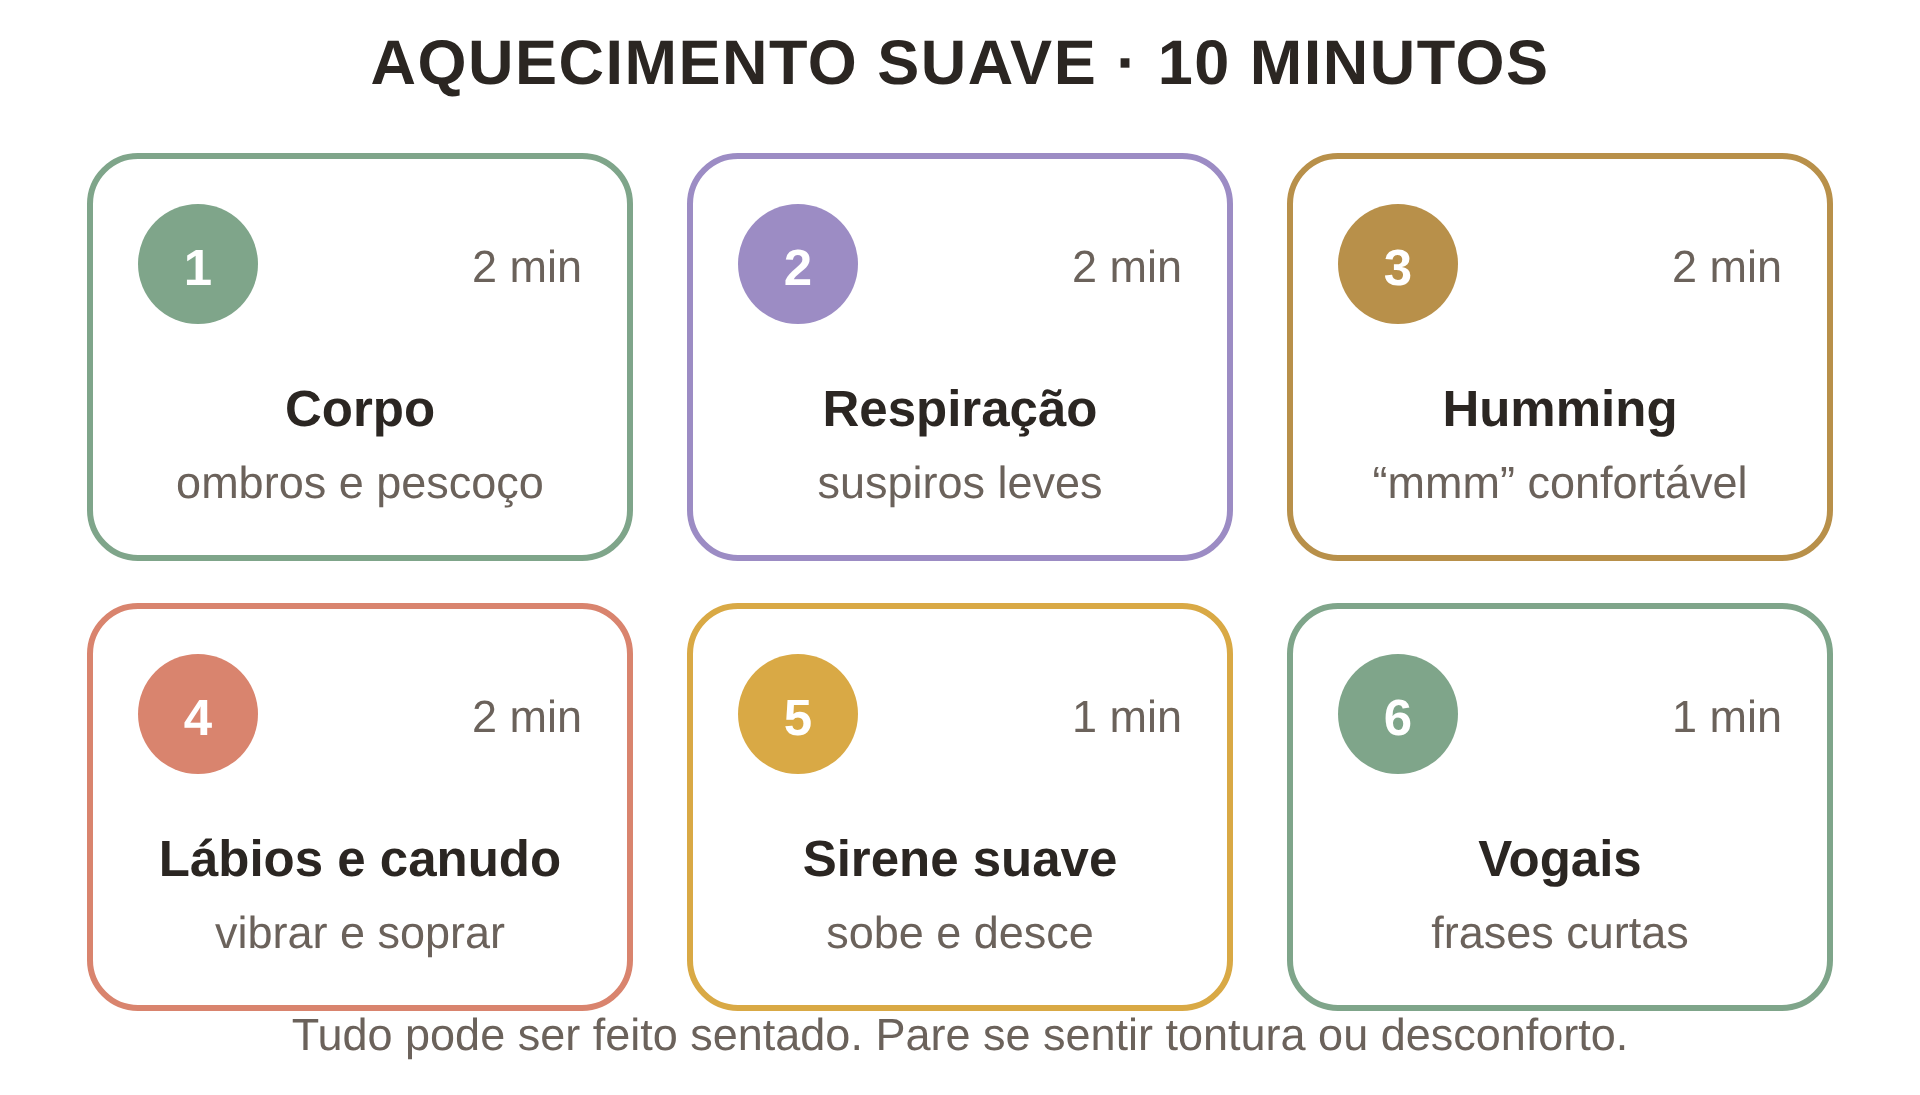 AQUECIMENTO SUAVE · 10 MINUTOS
1
2 min
Corpo
ombros e pescoço
2
2 min
Respiração
suspiros leves
3
2 min
Humming
“mmm” confortável
4
2 min
Lábios e canudo
vibrar e soprar
5
1 min
Sirene suave
sobe e desce
6
1 min
Vogais
frases curtas
Tudo pode ser feito sentado. Pare se sentir tontura ou desconforto.